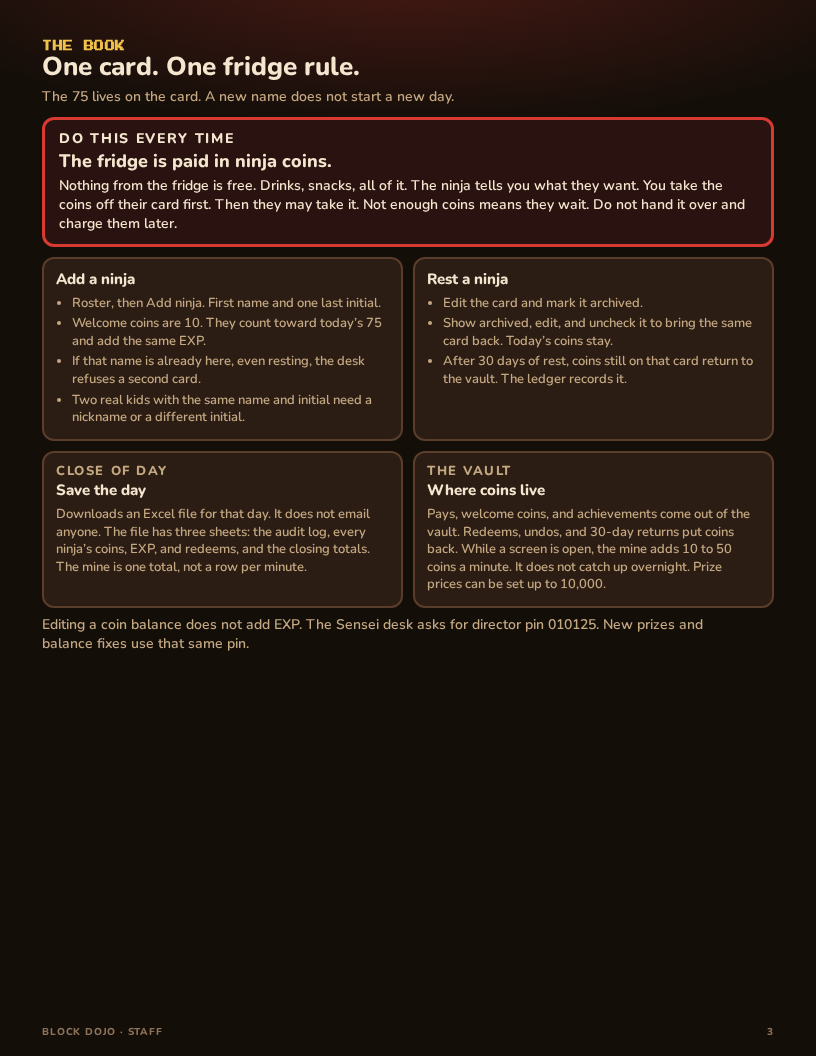 THE BOOK
One card. One fridge rule.
The 75 lives on the card. A new name does not start a new day.
DO THIS EVERY TIME
The fridge is paid in ninja coins.
Nothing from the fridge is free. Drinks, snacks, all of it. The ninja tells you what they want. You take the
coins off their card first. Then they may take it. Not enough coins means they wait. Do not hand it over and
charge them later.
Add a ninja
• Roster, then Add ninja. First name and one last initial.
• Welcome coins are 10. They count toward today's 75
and add the same EXP.
• If that name is already here, even resting, the desk
refuses a second card.
• Two real kids with the same name and initial need a
nickname or a different initial.
Rest a ninja
• Edit the card and mark it archived.
• Show archived, edit, and uncheck it to bring the same
card back. Today's coins stay.
• After 30 days of rest, coins still on that card return to
the vault. The ledger records it.
CLOSE OF DAY
Save the day
Downloads an Excel file for that day. It does not email
anyone. The file has three sheets: the audit log, every
ninja's coins, EXP, and redeems, and the closing totals.
The mine is one total, not a row per minute.
THE VAULT
Where coins live
Pays, welcome coins, and achievements come out of the
vault. Redeems, undos, and 30-day returns put coins
back. While a screen is open, the mine adds 10 to 50
coins a minute. It does not catch up overnight. Prize
prices can be set up to 10,000.
Editing a coin balance does not add EXP. The Sensei desk asks for director pin 010125. New prizes and
balance fixes use that same pin.
BLOCK DOJO · STAFF
3